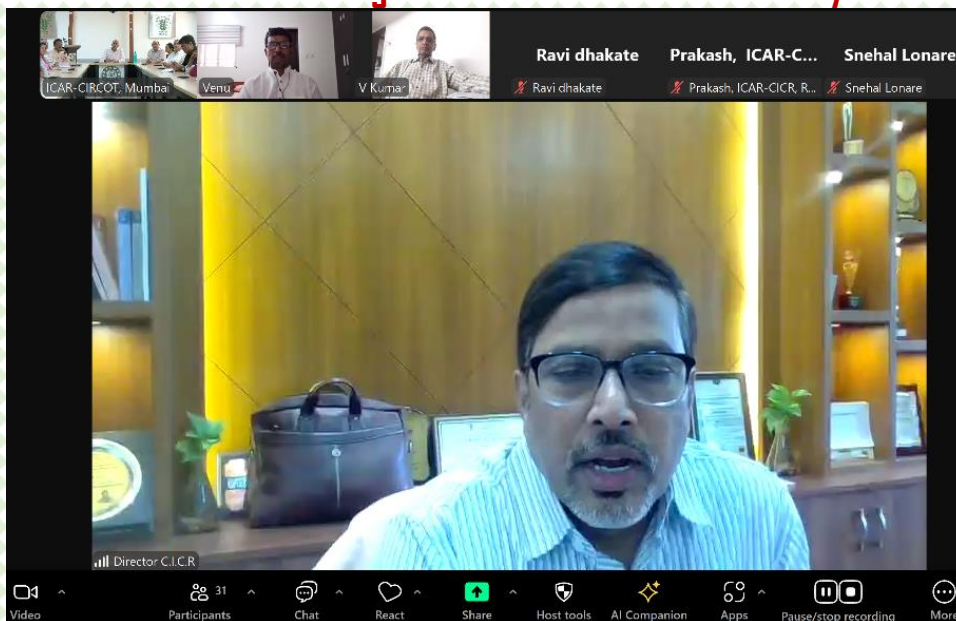 Ravi dhakate
Prakash, ICAR-C...
Snehal Lonare
ICAR-CIRCOT, Mumbai
Venu
V Kumar
Ravi dhakate
Prakash, ICAR-CICR, R...
Snehal Lonare
Director C.I.C.R
31
Video
Participants
Chat
React
Share
Host tools
AI Companion
Apps
Pause/stop recording
More